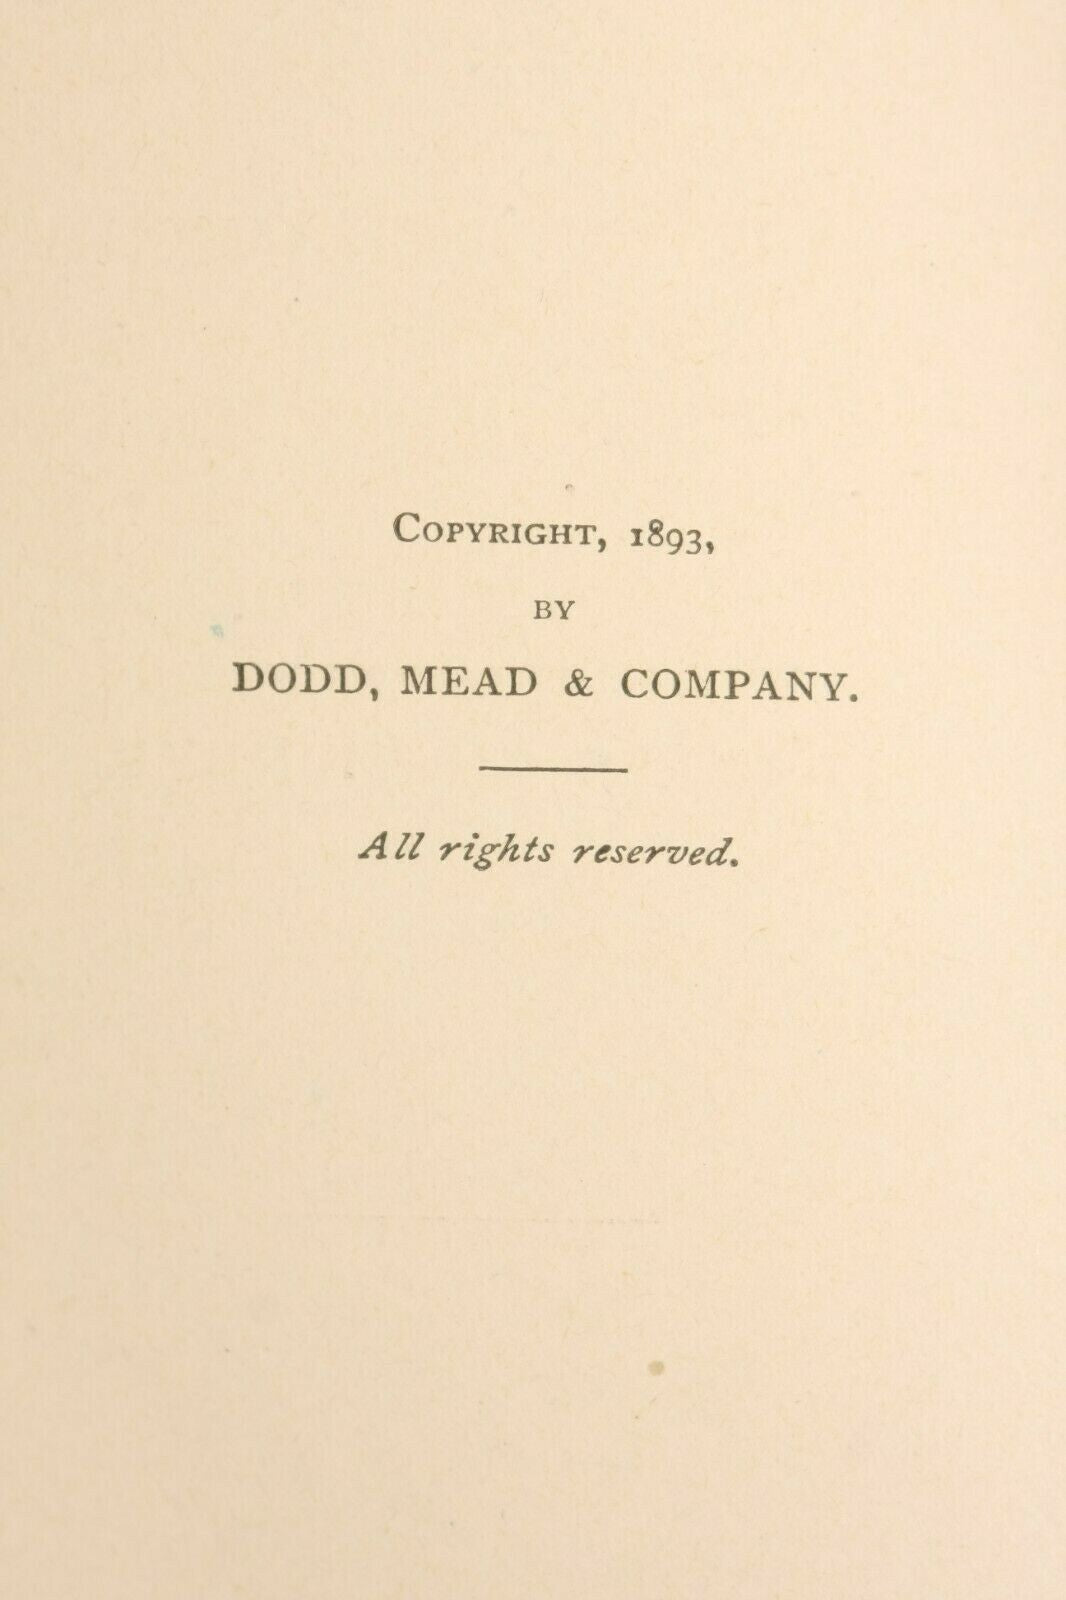 COPYRIGHT, 1893,
BY
DODD, MEAD & COMPANY.
All rights reserved.